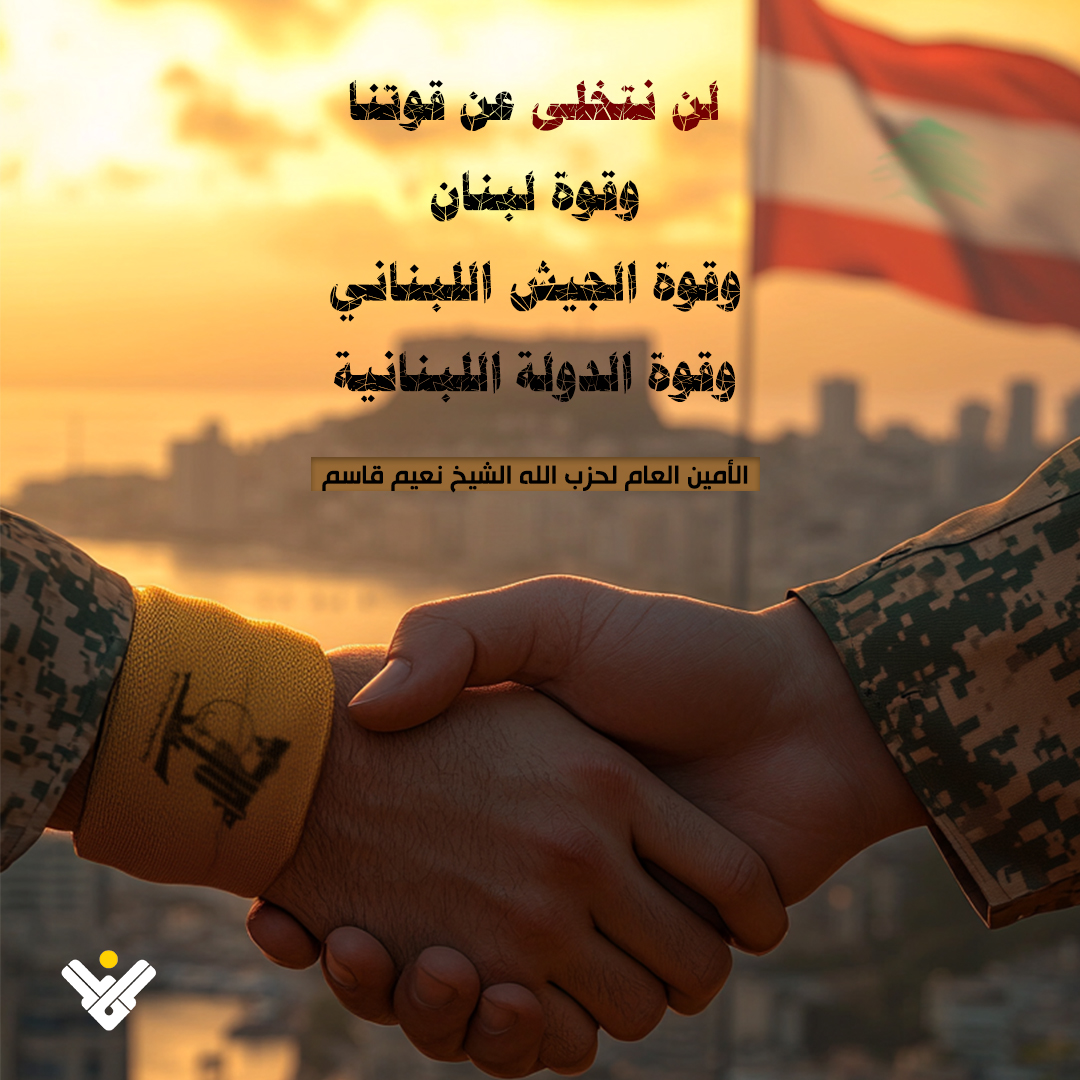 لن نتخلى عن قوتنا
وقوة لبنان
وقوة الجيش اللبناني
وقوة الدولة اللبنانية
الأمين العام لحزب الله الشيخ نعيم قاسم